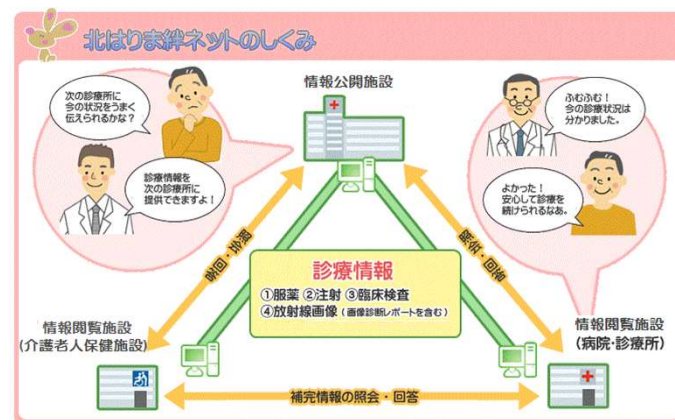 北はりま絆ネットのしくみ
情報公開施設
次の診療所に
今の状況をうまく
伝えられるかな？
診療情報を
次の診療所に
提供できますよ！
ふむふむ！
今の診療状況は
分かりました。
よかった！
安心して診療を
続けられるなあ。
照会・回答
照会・回答
診療情報
①服薬 ②注射 ③臨床検査
④放射線画像（画像診断レポートを含む）
情報閲覧施設
(介護老人保健施設)
情報閲覧施設
(病院・診療所)
補完情報の照会・回答